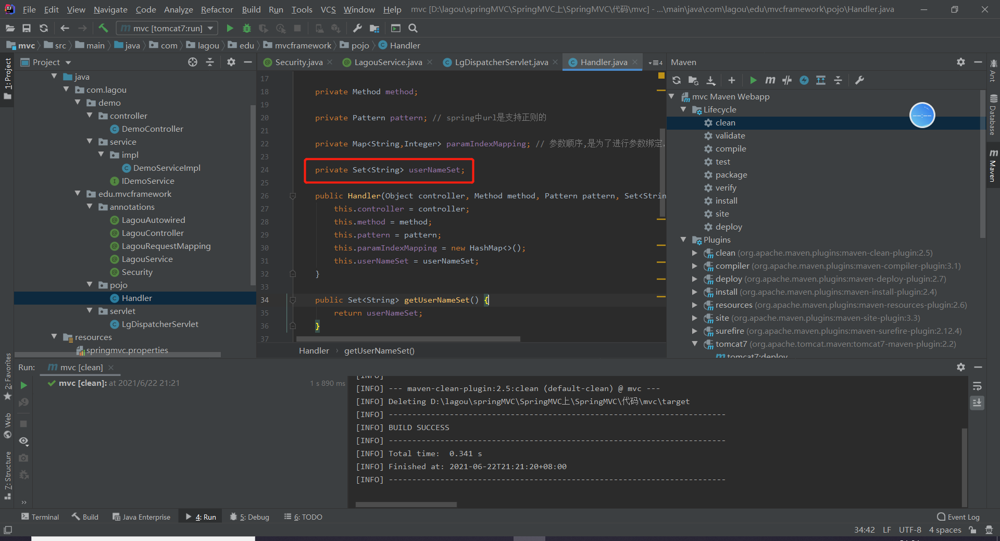 File Edit View Navigate Code Analyze Refactor Build Run Tools VCS Window Help mvc [D:\lagou\springMVC\SpringMVC上\SpringMVC\代码\mvc] - ...\main\java\com\lagou\edu\mvcframework\pojo\Handler.java
mvc [tomcat7:run]
mvc src main java com lagou edu mvcframework pojo Handler
1: Project
Project
java
com.lagou
demo
controller
DemoController
service
impl
DemoServiceImpl
IDemoService
edu.mvcframework
annotations
LagouAutowired
LagouController
LagouRequestMapping
LagouService
Security
pojo
Handler
servlet
LgDispatcherServlet
resources
springmvc.properties
Security.java LagouService.java LgDispatcherServlet.java Handler.java 4
17
18 private Method method;
19
20 private Pattern pattern; // spring中url是支持正则的
21
22 private Map<String,Integer> paramIndexMapping; // 参数顺序,是为了进行参数绑定,
23
24 private Set<String> userNameSet;
25
26 public Handler(Object controller, Method method, Pattern pattern, Set<Strin
27 this.controller = controller;
28 this.method = method;
29 this.pattern = pattern;
30 this.paramIndexMapping = new HashMap<>();
31 this.userNameSet = userNameSet;
32 }
33
34 public Set<String> getUserNameSet() {
35 return userNameSet;
36 }
37
Handler › getUserNameSet()
Maven
mvc Maven Webapp
Lifecycle
clean
validate
compile
test
package
verify
install
site
deploy
Plugins
clean (org.apache.maven.plugins:maven-clean-plugin:2.5)
compiler (org.apache.maven.plugins:maven-compiler-plugin:3.1)
deploy (org.apache.maven.plugins:maven-deploy-plugin:2.7)
install (org.apache.maven.plugins:maven-install-plugin:2.4)
resources (org.apache.maven.plugins:maven-resources-plugin:2.6)
site (org.apache.maven.plugins:maven-site-plugin:3.3)
surefire (org.apache.maven.plugins:maven-surefire-plugin:2.12.4)
tomcat7 (org.apache.tomcat.maven:tomcat7-maven-plugin:2.2)
tomcat7:deploy
--:--
Ant
Database
Maven
2: Favorites
Web
7: Structure
Run: mvc [clean]
mvc [clean]: at 2021/6/22 21:21 1 s 890 ms
[INFO]
[INFO] --- maven-clean-plugin:2.5:clean (default-clean) @ mvc ---
[INFO] Deleting D:\lagou\springMVC\SpringMVC上\SpringMVC\代码\mvc\target
[INFO] ------------------------------------------------------------------------
[INFO] BUILD SUCCESS
[INFO] ------------------------------------------------------------------------
[INFO] Total time:  0.341 s
[INFO] Finished at: 2021-06-22T21:21:20+08:00
[INFO] ------------------------------------------------------------------------
Terminal Build Java Enterprise 4: Run 5: Debug 6: TODO Event Log
34:42 LF UTF-8 4 spaces